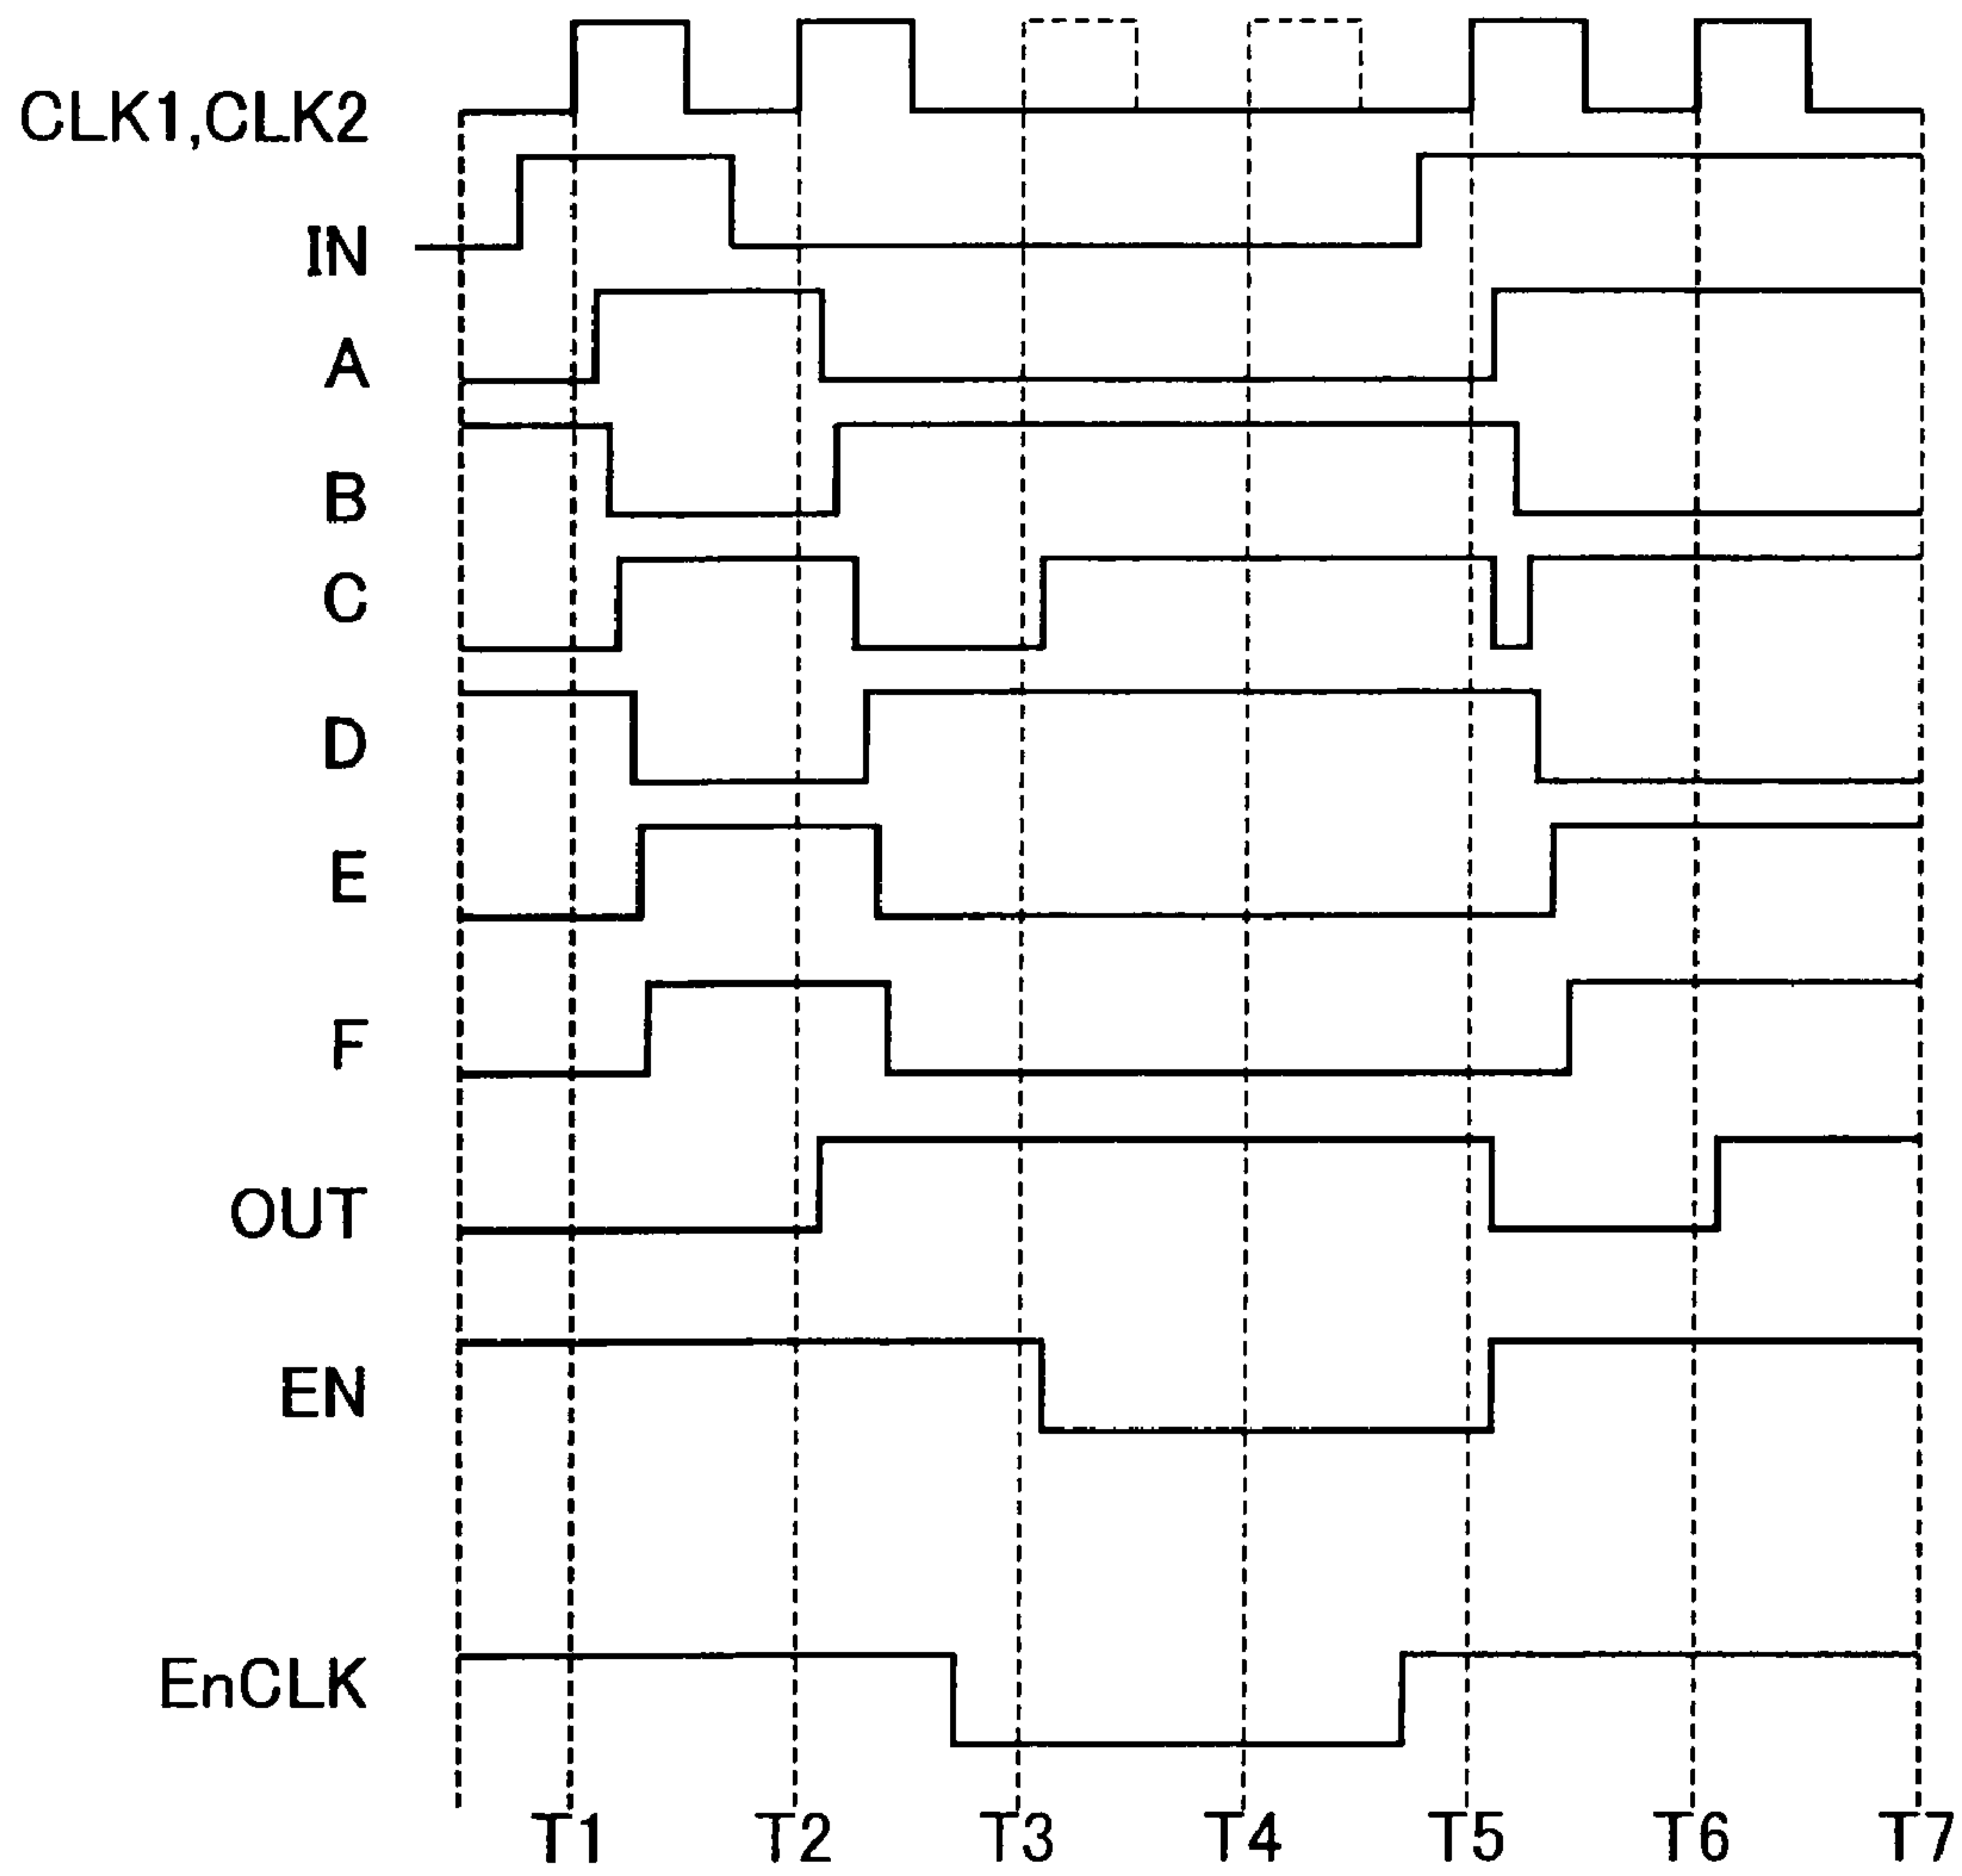 CLK1,CLK2
IN
A
B
C
D
E
F
OUT
EN
EnCLK
T1 T2 T3 T4 T5 T6 T7